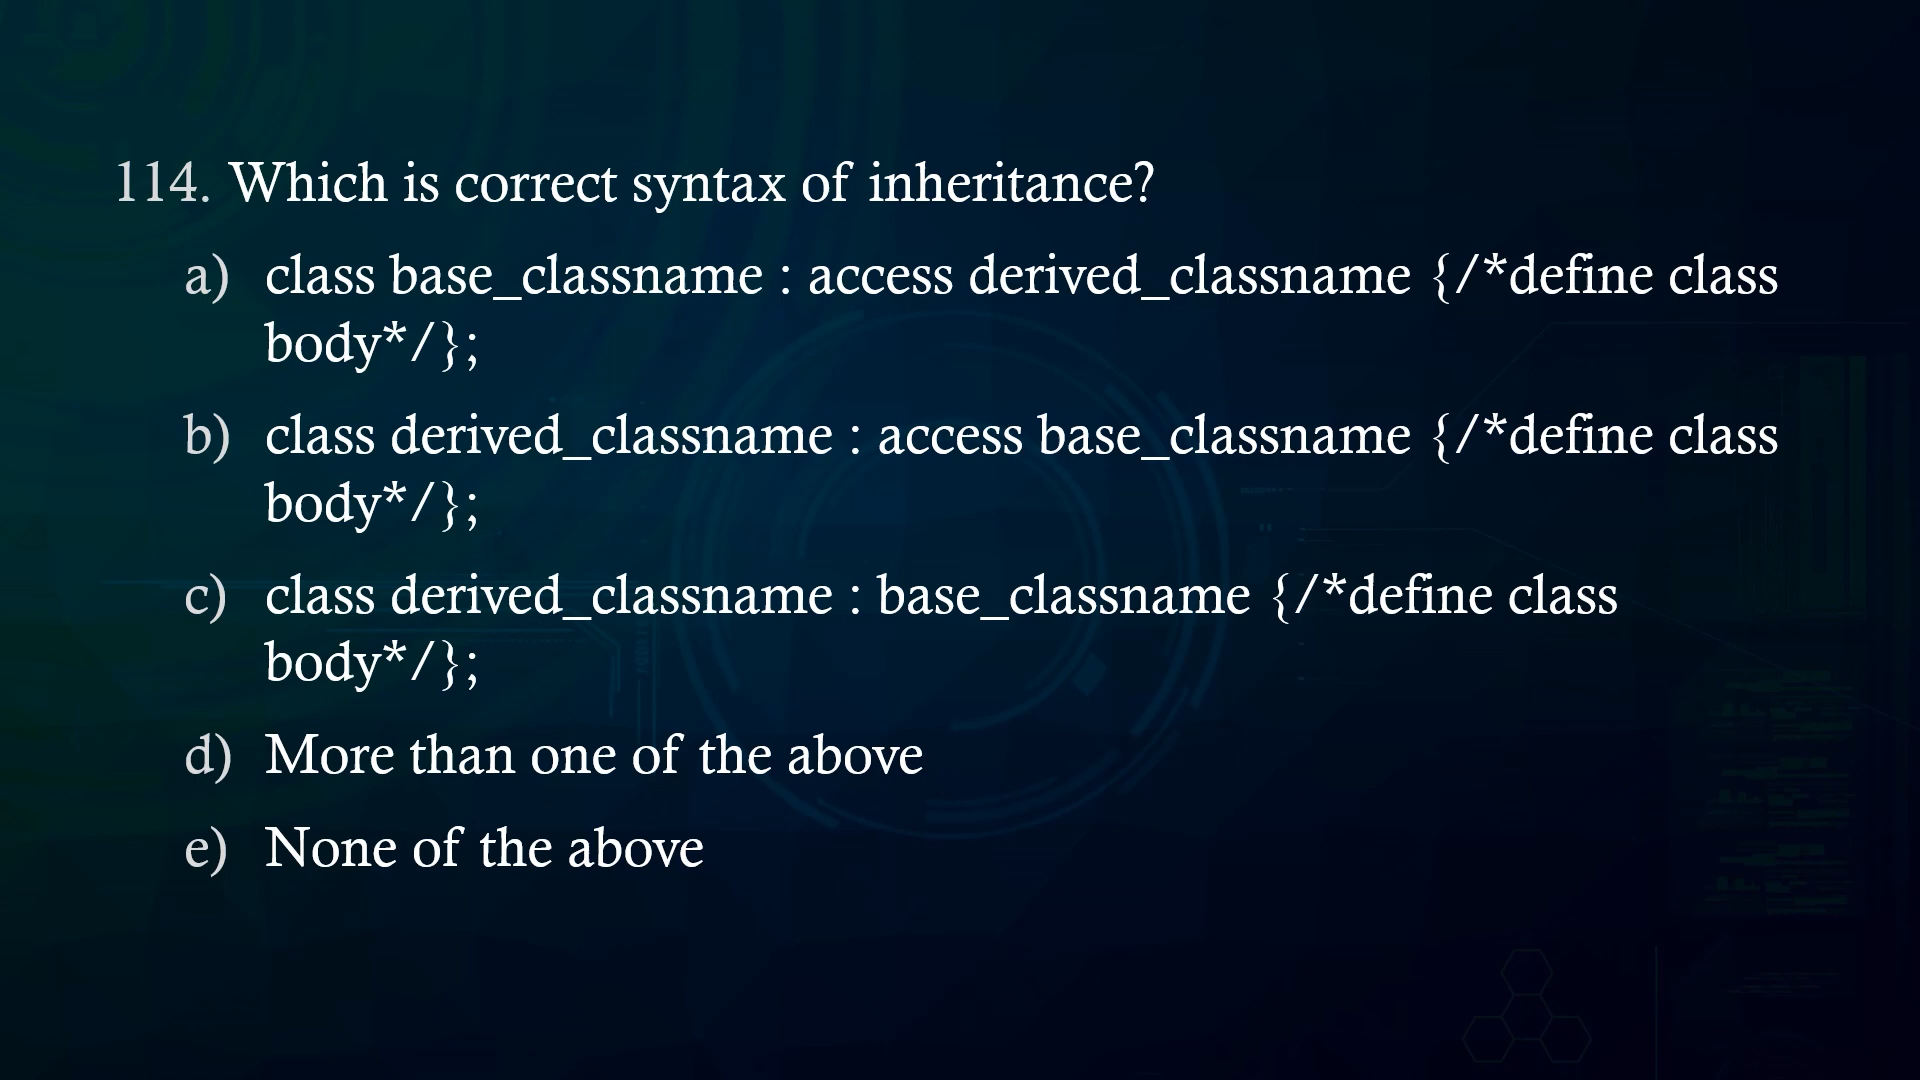 114. Which is correct syntax of inheritance?
a) class base_classname : access derived_classname {/*define class
body*/};
b) class derived_classname : access base_classname {/*define class
body*/};
c) class derived_classname : base_classname {/*define class
body*/};
d) More than one of the above
e) None of the above